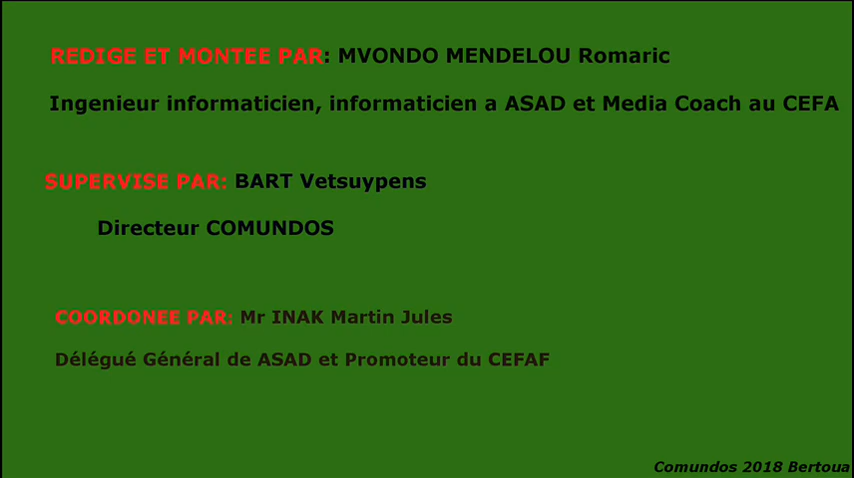 REDIGE ET MONTEE PAR: MVONDO MENDELOU Romaric
Ingenieur informaticien, informaticien a ASAD et Media Coach au CEFA
SUPERVISE PAR: BART Vetsuypens
Directeur COMUNDOS
COORDONEE PAR: Mr INAK Martin Jules
Délégué Général de ASAD et Promoteur du CEFAF
Comundos 2018 Bertoua